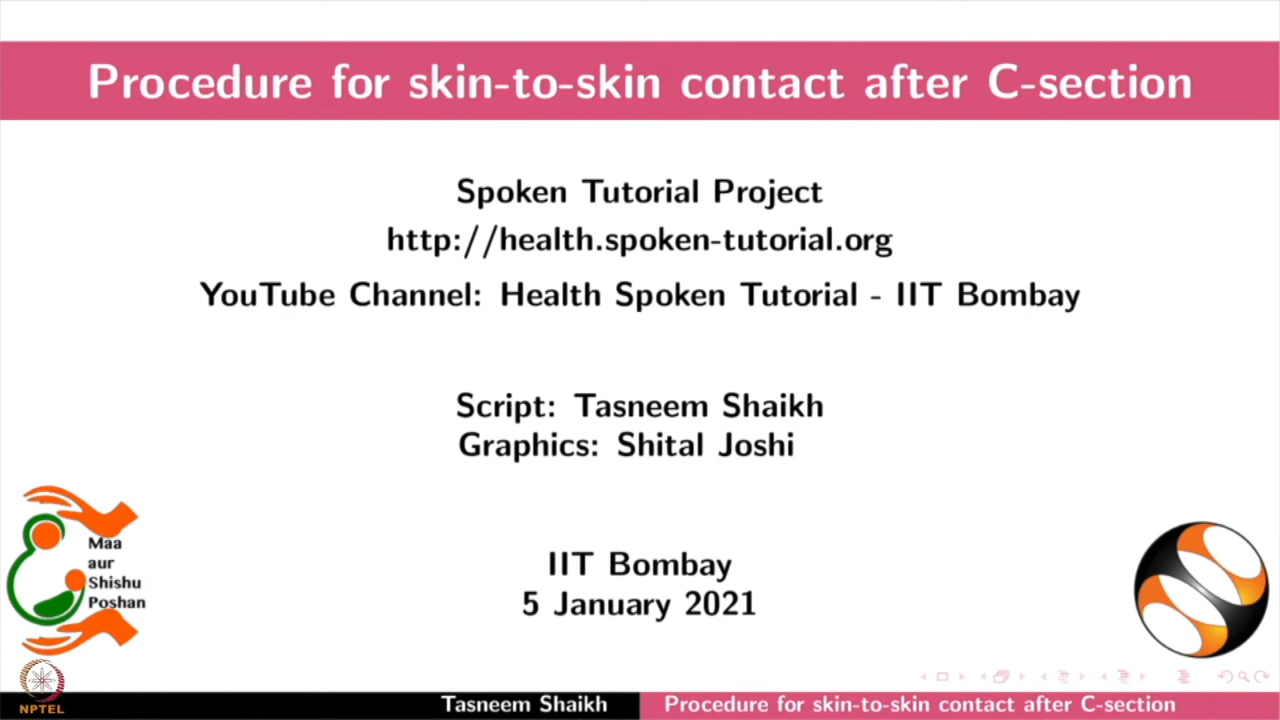 Procedure for skin-to-skin contact after C-section
Spoken Tutorial Project
http://health.spoken-tutorial.org
YouTube Channel: Health Spoken Tutorial - IIT Bombay
Script: Tasneem Shaikh
Graphics: Shital Joshi
Maa
aur
Shishu
Poshan
IIT Bombay
5 January 2021
NPTEL
Tasneem Shaikh
Procedure for skin-to-skin contact after C-section